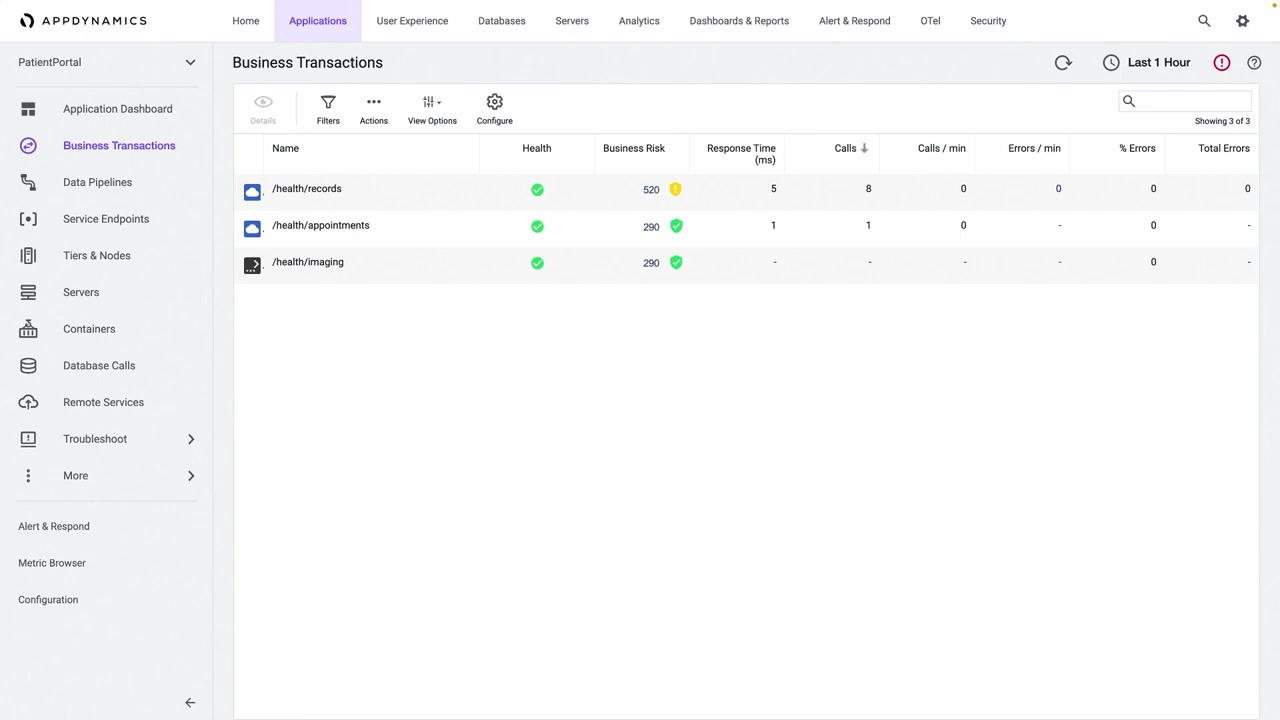 APPDYNAMICS
Home
Applications
User Experience
Databases
Servers
Analytics
Dashboards & Reports
Alert & Respond
OTel
Security
PatientPortal
Application Dashboard
Business Transactions
Data Pipelines
Service Endpoints
Tiers & Nodes
Servers
Containers
Database Calls
Remote Services
Troubleshoot
More
Alert & Respond
Metric Browser
Configuration
Business Transactions
Last 1 Hour
Details
Filters
Actions
View Options
Configure
Showing 3 of 3
Name Health Business Risk Response Time (ms) Calls Calls / min Errors / min % Errors Total Errors
/health/records 520 5 8 0 0 0 0
/health/appointments 290 1 1 0 - 0 -
/health/imaging 290 - - - - 0 -